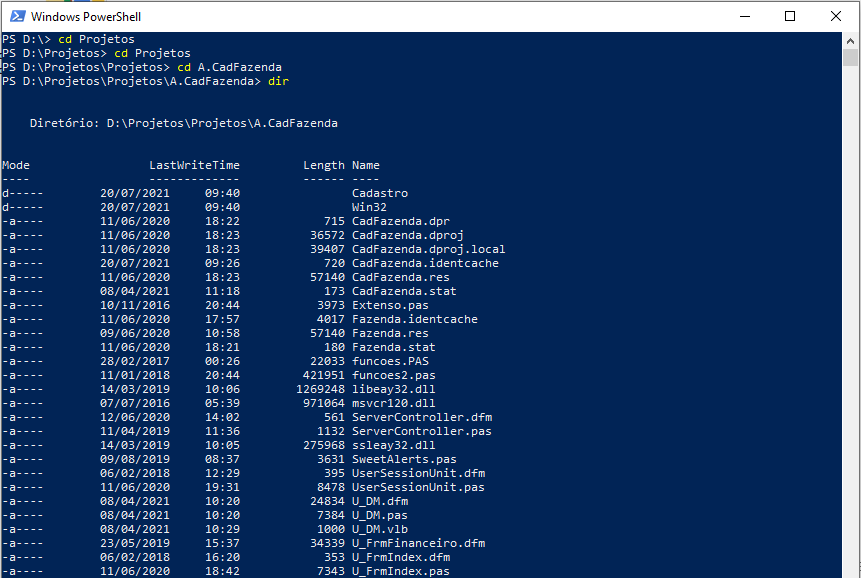 Windows PowerShell
PS D:\> cd Projetos
PS D:\Projetos> cd Projetos
PS D:\Projetos\Projetos> cd A.CadFazenda
PS D:\Projetos\Projetos\A.CadFazenda> dir
Diretório: D:\Projetos\Projetos\A.CadFazenda
Mode LastWriteTime Length Name
---- ------------- ------ ----
d----- 20/07/2021 09:40 Cadastro
d----- 20/07/2021 09:40 Win32
-a---- 11/06/2020 18:22 715 CadFazenda.dpr
-a---- 11/06/2020 18:23 36572 CadFazenda.dproj
-a---- 11/06/2020 18:23 39407 CadFazenda.dproj.local
-a---- 20/07/2021 09:26 720 CadFazenda.identcache
-a---- 11/06/2020 18:23 57140 CadFazenda.res
-a---- 08/04/2021 11:18 173 CadFazenda.stat
-a---- 10/11/2016 20:44 3973 Extenso.pas
-a---- 11/06/2020 17:57 4017 Fazenda.identcache
-a---- 09/06/2020 10:58 57140 Fazenda.res
-a---- 11/06/2020 18:21 180 Fazenda.stat
-a---- 28/02/2017 00:26 22033 funcoes.PAS
-a---- 11/01/2018 20:44 421951 funcoes2.pas
-a---- 14/03/2019 10:06 1269248 libeay32.dll
-a---- 07/07/2016 05:39 971064 msvcr120.dll
-a---- 12/06/2020 14:02 561 ServerController.dfm
-a---- 11/04/2019 11:36 1132 ServerController.pas
-a---- 14/03/2019 10:05 275968 ssleay32.dll
-a---- 09/08/2019 08:37 3631 SweetAlerts.pas
-a---- 06/02/2018 12:29 395 UserSessionUnit.dfm
-a---- 11/06/2020 19:31 8478 UserSessionUnit.pas
-a---- 08/04/2021 10:20 24834 U_DM.dfm
-a---- 08/04/2021 10:20 7384 U_DM.pas
-a---- 08/04/2021 10:29 1000 U_DM.vlb
-a---- 23/05/2019 15:37 34339 U_FrmFinanceiro.dfm
-a---- 06/02/2018 16:20 353 U_FrmIndex.dfm
-a---- 11/06/2020 18:42 7343 U_FrmIndex.pas